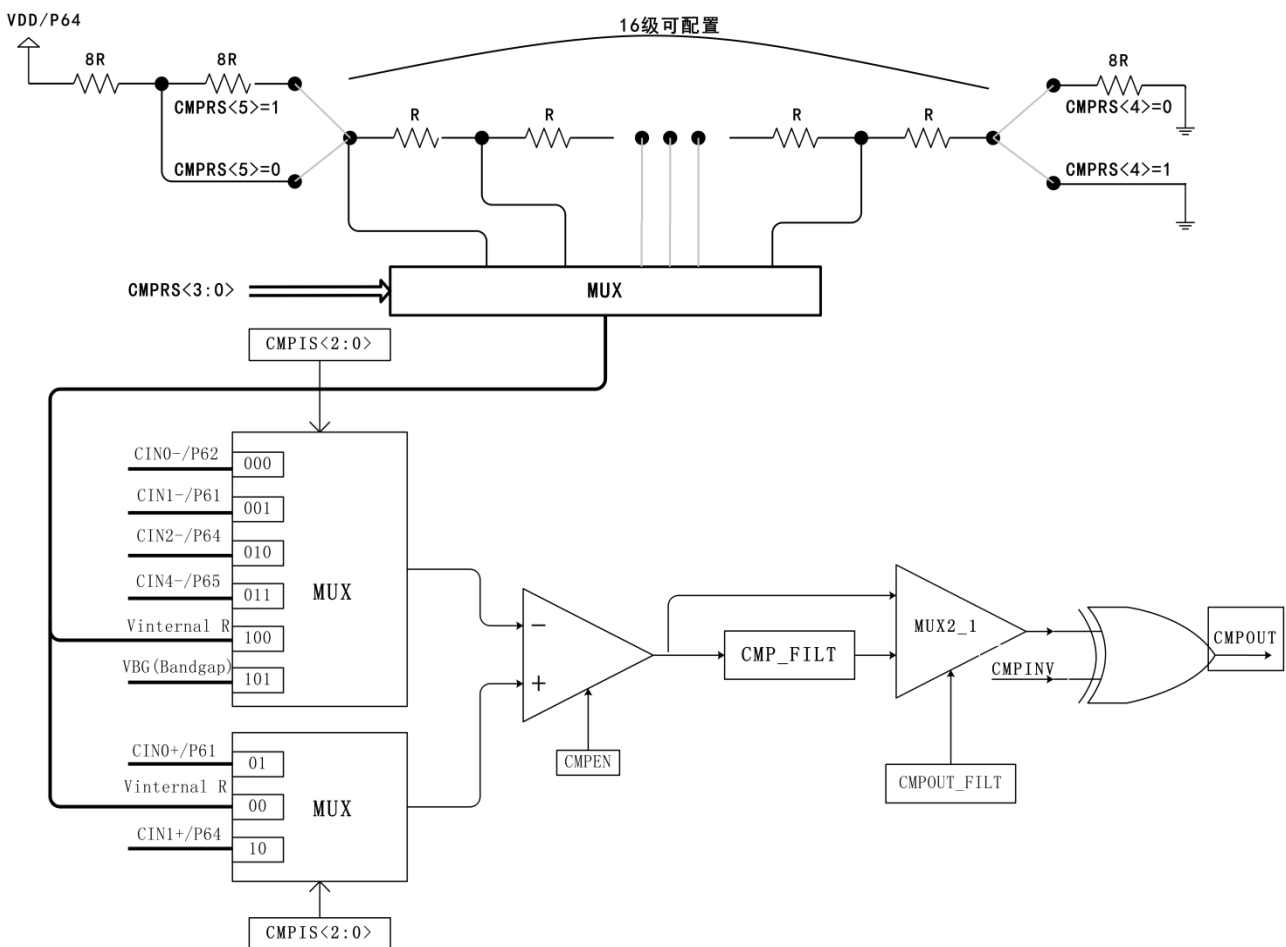 VDD/P64
16级可配置
8R
8R
8R
CMPRS<5>=1
CMPRS<4>=0
R
R
R
R
CMPRS<5>=0
CMPRS<4>=1
CMPRS<3:0>
MUX
CMPIS<2:0>
CIN0-/P62
000
CIN1-/P61
001
CIN2-/P64
010
CIN4-/P65
011
MUX
Vinternal R
100
VBG(Bandgap)
101
−
+
CMPEN
CMP_FILT
MUX2_1
CMPINV
CMPOUT
CMPOUT_FILT
CIN0+/P61
01
Vinternal R
00
MUX
CIN1+/P64
10
CMPIS<2:0>